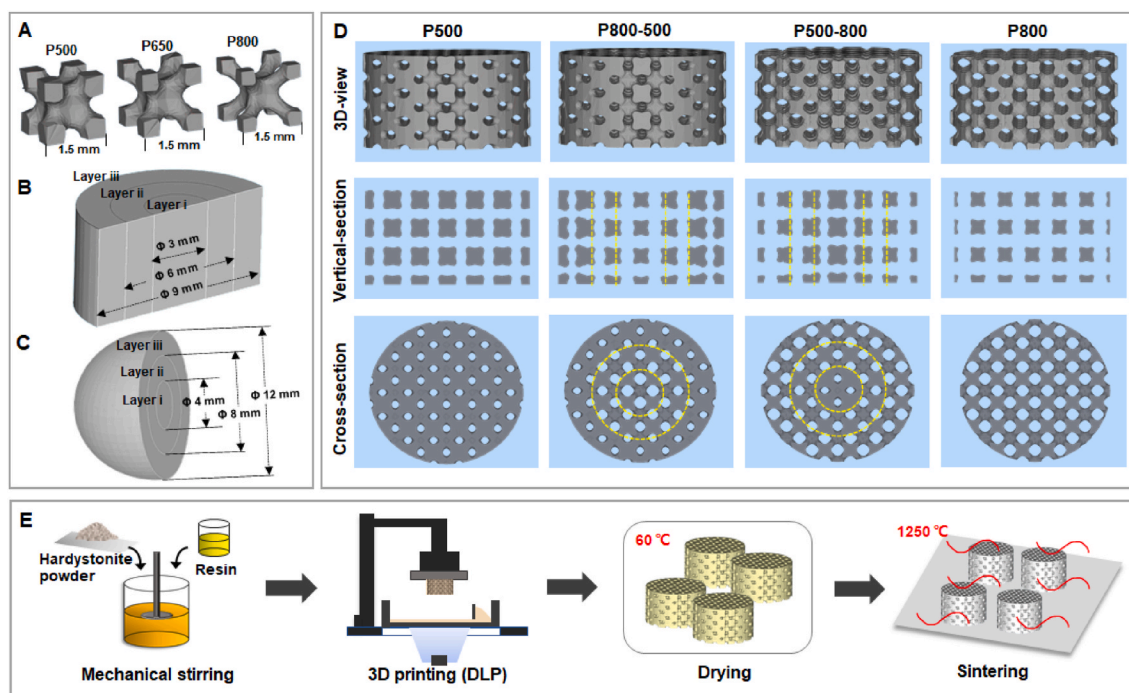 A
P500
P650
P800
1.5 mm
1.5 mm
1.5 mm
B
Layer iii
Layer ii
Layer i
Φ 3 mm
Φ 6 mm
Φ 9 mm
C
Layer iii
Layer ii
Layer i
Φ 4 mm
Φ 8 mm
Φ 12 mm
D
P500
P800-500
P500-800
P800
3D-view
Vertical-section
Cross-section
E
Hardystonite
powder
Resin
Mechanical stirring
3D printing (DLP)
60 ℃
Drying
1250 ℃
Sintering